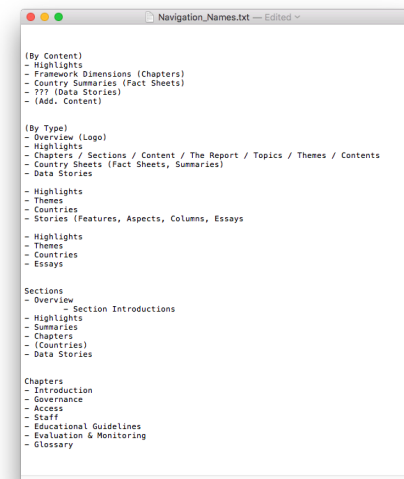 Navigation_Names.txt — Edited
(By Content)
- Highlights
- Framework Dimensions (Chapters)
- Country Summaries (Fact Sheets)
- ??? (Data Stories)
- (Add. Content)
(By Type)
- Overview (Logo)
- Highlights
- Chapters / Sections / Content / The Report / Topics / Themes / Contents
- Country Sheets (Fact Sheets, Summaries)
- Data Stories
- Highlights
- Themes
- Countries
- Stories (Features, Aspects, Columns, Essays
- Highlights
- Themes
- Countries
- Essays
Sections
- Overview
- Section Introductions
- Highlights
- Summaries
- Chapters
- (Countries)
- Data Stories
Chapters
- Introduction
- Governance
- Access
- Staff
- Educational Guidelines
- Evaluation & Monitoring
- Glossary